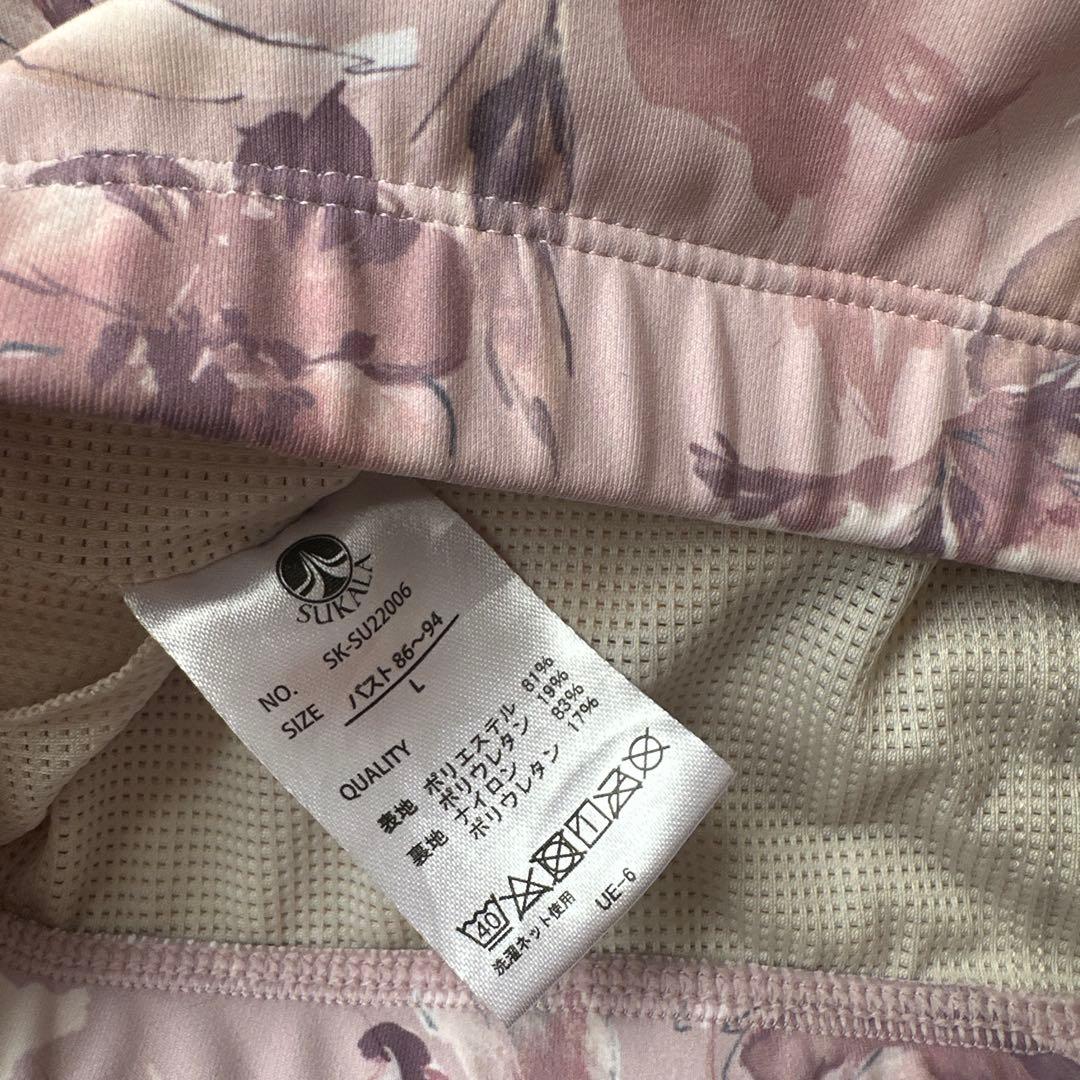 SUKALA
NO. SK-SU22006
SIZE バスト 86～94
L
QUALITY
表地 ポリエステル 81%
ポリウレタン 19%
裏地 ナイロン 83%
ポリウレタン 17%
40
洗濯ネット使用 UE-6